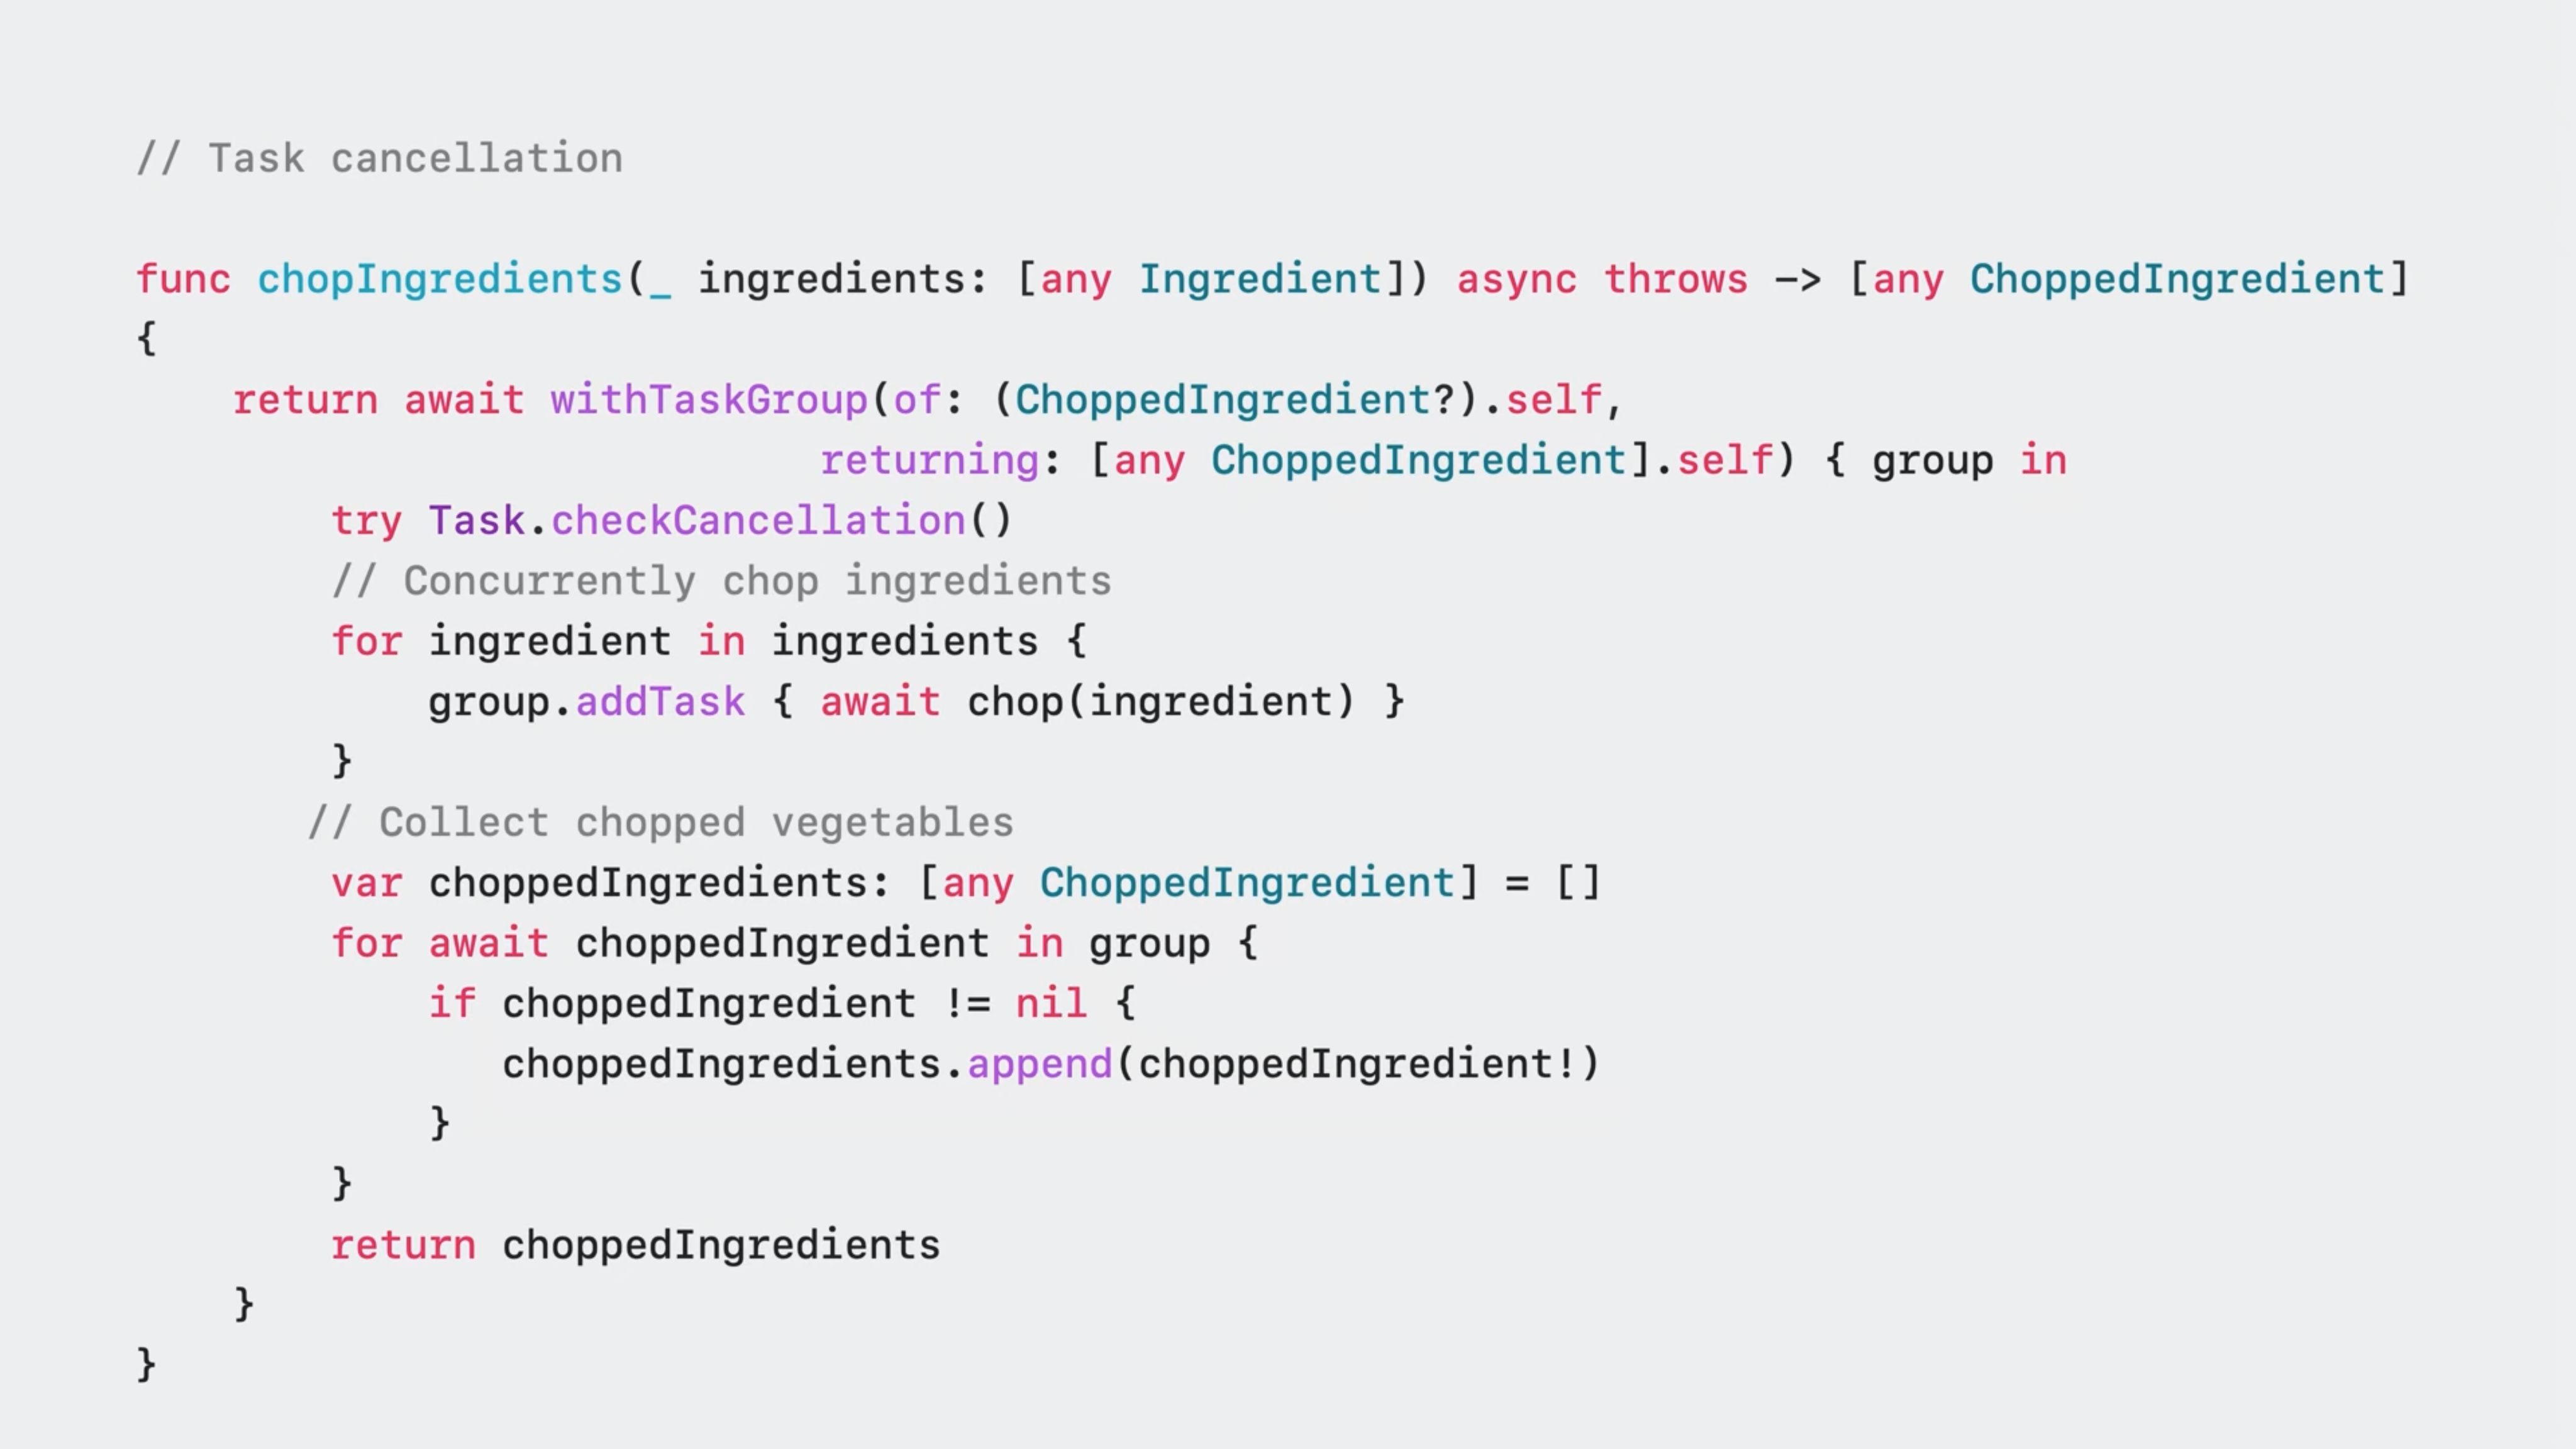 // Task cancellation
func chopIngredients(_ ingredients: [any Ingredient]) async throws -> [any ChoppedIngredient]
{
    return await withTaskGroup(of: (ChoppedIngredient?).self,
                            returning: [any ChoppedIngredient].self) { group in
        try Task.checkCancellation()
        // Concurrently chop ingredients
        for ingredient in ingredients {
            group.addTask { await chop(ingredient) }
        }
       // Collect chopped vegetables
        var choppedIngredients: [any ChoppedIngredient] = []
        for await choppedIngredient in group {
            if choppedIngredient != nil {
               choppedIngredients.append(choppedIngredient!)
            }
        }
        return choppedIngredients
    }
}